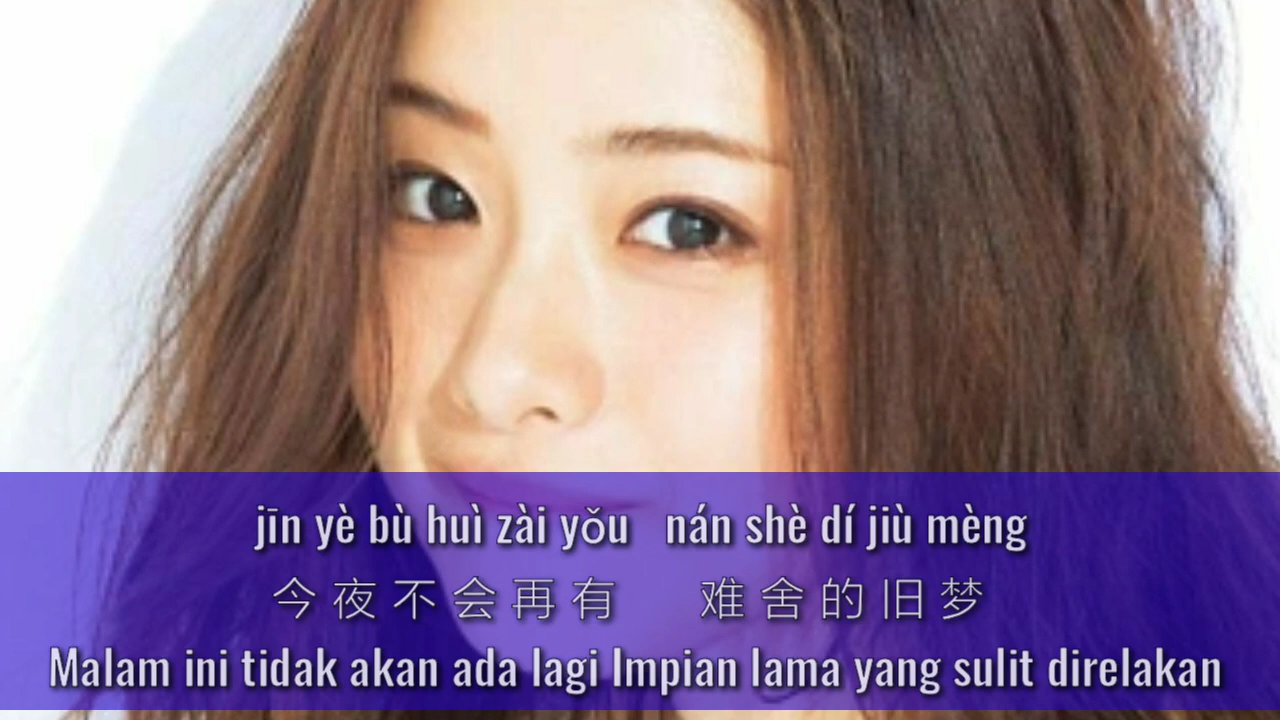 jīn yè bù huì zài yǒu nán shè dí jiù mèng
今夜不会再有 难舍的旧梦
Malam ini tidak akan ada lagi Impian lama yang sulit direlakan